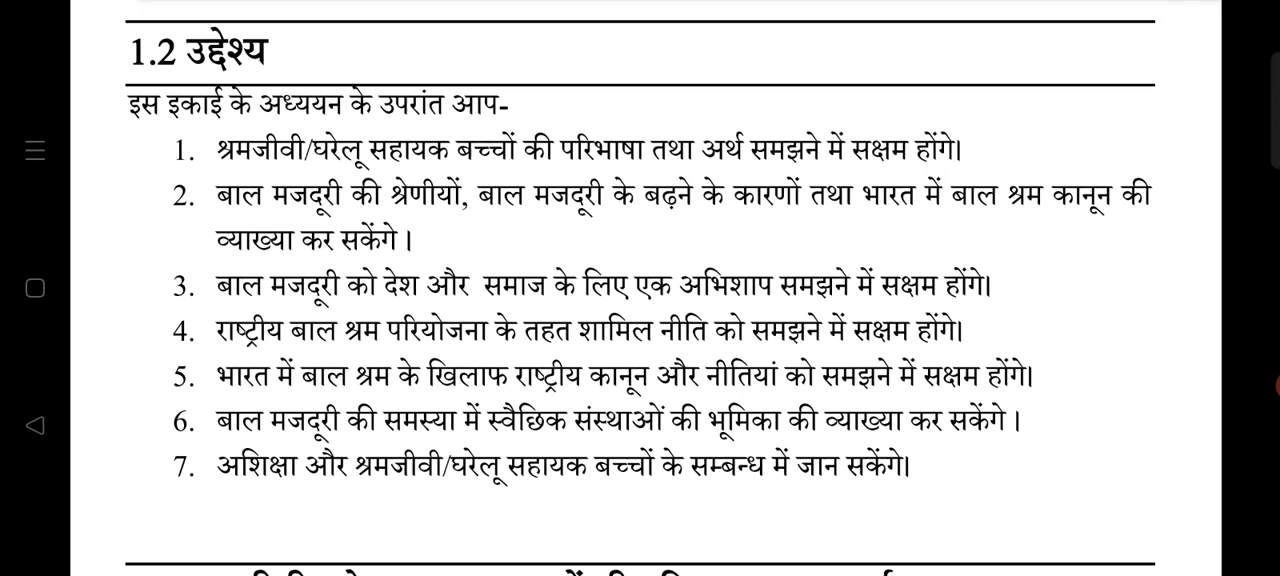 1.2 उद्देश्य
इस इकाई के अध्ययन के उपरांत आप-
1. श्रमजीवी/घरेलू सहायक बच्चों की परिभाषा तथा अर्थ समझने में सक्षम होंगे।
2. बाल मजदूरी की श्रेणीयों, बाल मजदूरी के बढ़ने के कारणों तथा भारत में बाल श्रम कानून की
व्याख्या कर सकेंगे ।
3. बाल मजदूरी को देश और समाज के लिए एक अभिशाप समझने में सक्षम होंगे।
4. राष्ट्रीय बाल श्रम परियोजना के तहत शामिल नीति को समझने में सक्षम होंगे।
5. भारत में बाल श्रम के खिलाफ राष्ट्रीय कानून और नीतियां को समझने में सक्षम होंगे।
6. बाल मजदूरी की समस्या में स्वैछिक संस्थाओं की भूमिका की व्याख्या कर सकेंगे ।
7. अशिक्षा और श्रमजीवी/घरेलू सहायक बच्चों के सम्बन्ध में जान सकेंगे।